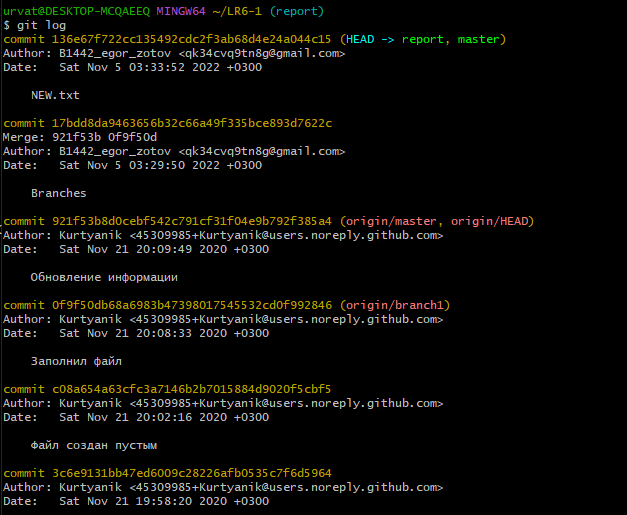 urvat@DESKTOP-MCQAEEQ MINGW64 ~/LR6-1 (report)
$ git log
commit 136e67f722cc135492cdc2f3ab68d4e24a044c15 (HEAD -> report, master)
Author: B1442_egor_zotov <qk34cvq9tn8g@gmail.com>
Date:   Sat Nov 5 03:33:52 2022 +0300
    NEW.txt
commit 17bdd8da9463656b32c66a49f335bce893d7622c
Merge: 921f53b 0f9f50d
Author: B1442_egor_zotov <qk34cvq9tn8g@gmail.com>
Date:   Sat Nov 5 03:29:50 2022 +0300
    Branches
commit 921f53b8d0cebf542c791cf31f04e9b792f385a4 (origin/master, origin/HEAD)
Author: Kurtyanik <45309985+Kurtyanik@users.noreply.github.com>
Date:   Sat Nov 21 20:09:49 2020 +0300
    Обновление информации
commit 0f9f50db68a6983b47398017545532cd0f992846 (origin/branch1)
Author: Kurtyanik <45309985+Kurtyanik@users.noreply.github.com>
Date:   Sat Nov 21 20:08:33 2020 +0300
    Заполнил файл
commit c08a654a63cfc3a7146b2b7015884d9020f5cbf5
Author: Kurtyanik <45309985+Kurtyanik@users.noreply.github.com>
Date:   Sat Nov 21 20:02:16 2020 +0300
    Файл создан пустым
commit 3c6e9131bb47ed6009c28226afb0535c7f6d5964
Author: Kurtyanik <45309985+Kurtyanik@users.noreply.github.com>
Date:   Sat Nov 21 19:58:20 2020 +0300